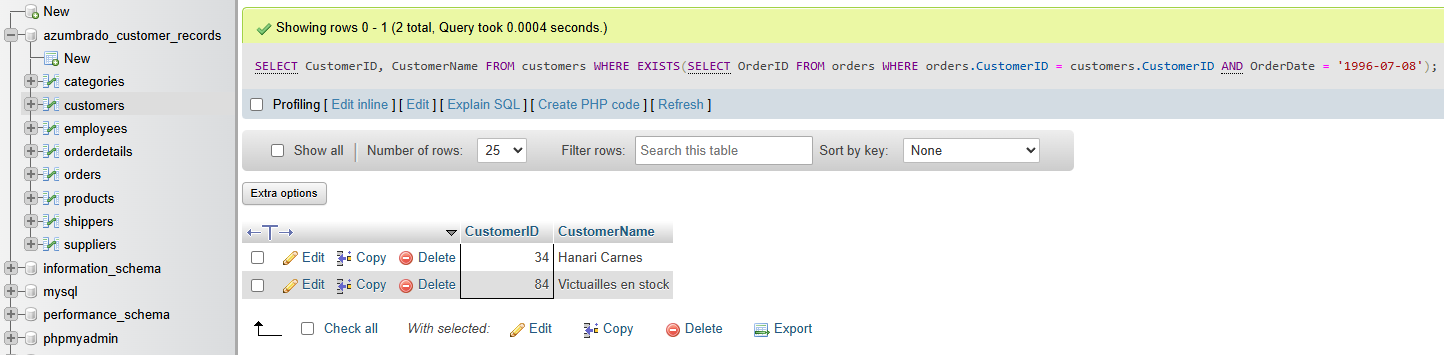 New
azumbrado_customer_records
New
categories
customers
employees
orderdetails
orders
products
shippers
suppliers
information_schema
mysql
performance_schema
phpmyadmin
Showing rows 0 - 1 (2 total, Query took 0.0004 seconds.)
SELECT CustomerID, CustomerName FROM customers WHERE EXISTS(SELECT OrderID FROM orders WHERE orders.CustomerID = customers.CustomerID AND OrderDate = '1996-07-08');
Profiling [ Edit inline ] [ Edit ] [ Explain SQL ] [ Create PHP code ] [ Refresh ]
Show all Number of rows: 25 Filter rows: Search this table Sort by key: None
Extra options
CustomerID CustomerName
Edit Copy Delete 34 Hanari Carnes
Edit Copy Delete 84 Victuailles en stock
Check all With selected: Edit Copy Delete Export